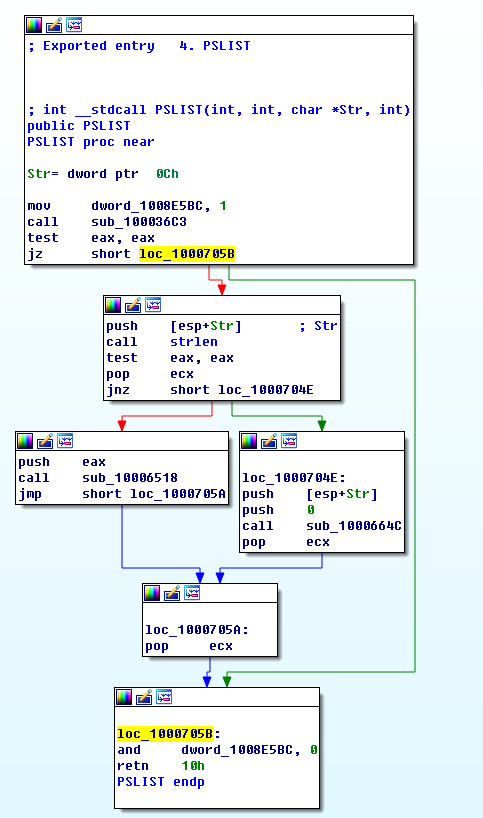 ; Exported entry   4. PSLIST
; int __stdcall PSLIST(int, int, char *Str, int)
public PSLIST
PSLIST proc near
Str= dword ptr  0Ch
mov     dword_1008E5BC, 1
call    sub_100036C3
test    eax, eax
jz      short loc_1000705B
push    [esp+Str]       ; Str
call    strlen
test    eax, eax
pop     ecx
jnz     short loc_1000704E
push    eax
call    sub_10006518
jmp     short loc_1000705A
loc_1000704E:
push    [esp+Str]
push    0
call    sub_1000664C
pop     ecx
loc_1000705A:
pop     ecx
loc_1000705B:
and     dword_1008E5BC, 0
retn    10h
PSLIST endp